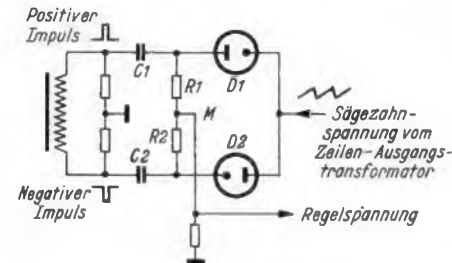 Positiver
Impuls
C1
R1
D1
M
R2
C2
D2
Sägezahn-
spannung vom
Zeilen-Ausgangs-
transformator
Negativer
Impuls
Regelspannung